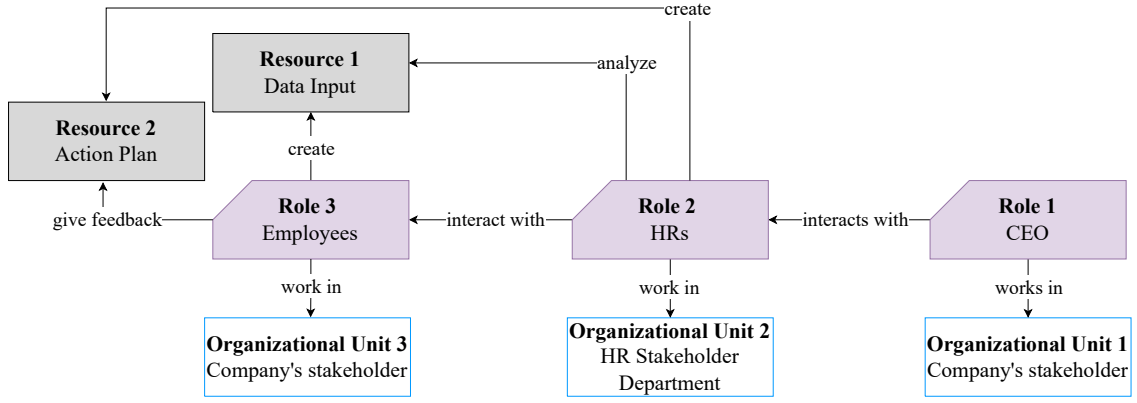 create
Resource 1
Data Input
analyze
Resource 2
Action Plan
create
give feedback
Role 3
Employees
interact with
Role 2
HRs
interacts with
Role 1
CEO
work in
work in
works in
Organizational Unit 3
Company's stakeholder
Organizational Unit 2
HR Stakeholder
Department
Organizational Unit 1
Company's stakeholder